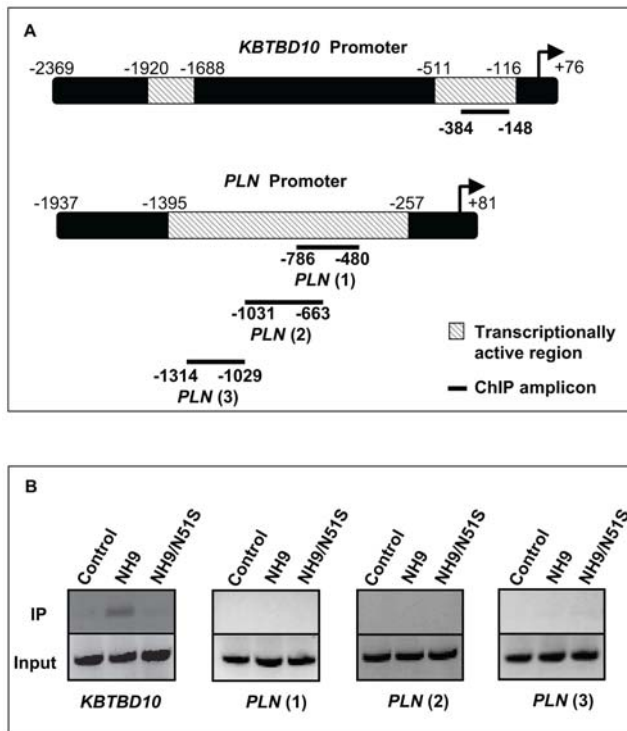 A
KBTBD10 Promoter
-2369 -1920 -1688 -511 -116 +76
-384 -148
PLN Promoter
-1937 -1395 -257 +81
-786 -480
PLN (1)
-1031 -663
PLN (2)
-1314 -1029
PLN (3)
Transcriptionally
active region
ChIP amplicon
B
Control NH9 NH9/N51S Control NH9 NH9/N51S Control NH9 NH9/N51S Control NH9 NH9/N51S
IP
Input
KBTBD10 PLN (1) PLN (2) PLN (3)